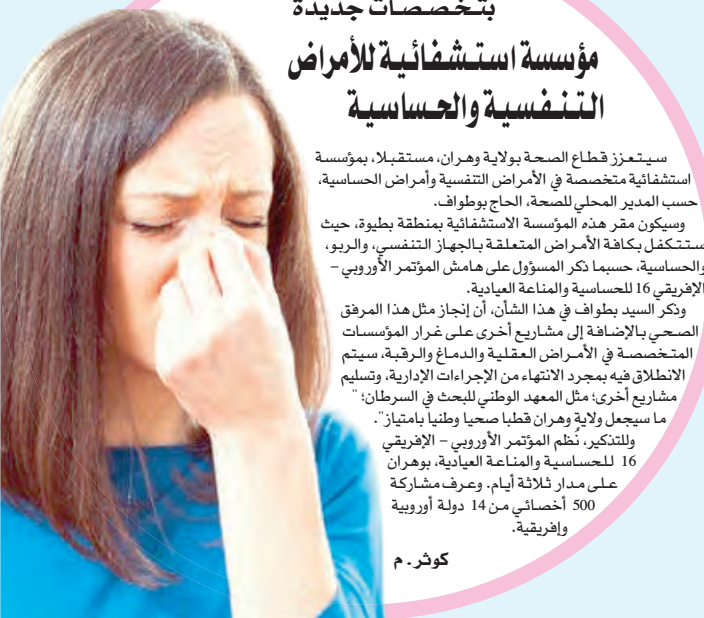 بتخصصات جديدة
مؤسسة استشفائية للأمراض
التنفسية والحساسية
سيتعزز قطاع الصحة بولاية وهران، مستقبلا، بمؤسسة
استشفائية متخصصة في الأمراض التنفسية وأمراض الحساسية،
حسب المدير المحلي للصحة، الحاج بوطواف.
وسيكون مقر هذه المؤسسة الاستشفائية بمنطقة بطيوة، حيث
ستتكفل بكافة الأمراض المتعلقة بالجهاز التنفسي، والربو،
والحساسية، حسبما ذكر المسؤول على هامش المؤتمر الأوروبي –
الإفريقي 16 للحساسية والمناعة العيادية.
وذكر السيد بطواف في هذا الشأن، أن إنجاز مثل هذا المرفق
الصحي بالإضافة إلى مشاريع أخرى على غرار المؤسسات
المتخصصة في الأمراض العقلية والدماغ والرقبة، سيتم
الانطلاق فيه بمجرد الانتهاء من الإجراءات الإدارية، وتسليم
مشاريع أخرى؛ مثل المعهد الوطني للبحث في السرطان؛ "
ما سيجعل ولاية وهران قطبا صحيا وطنيا بامتياز".
وللتذكير، نُظم المؤتمر الأوروبي – الإفريقي
16 للحساسية والمناعة العيادية، بوهران
على مدار ثلاثة أيام. وعرف مشاركة
500 أخصائي من 14 دولة أوروبية
وإفريقية.
كوثر. م